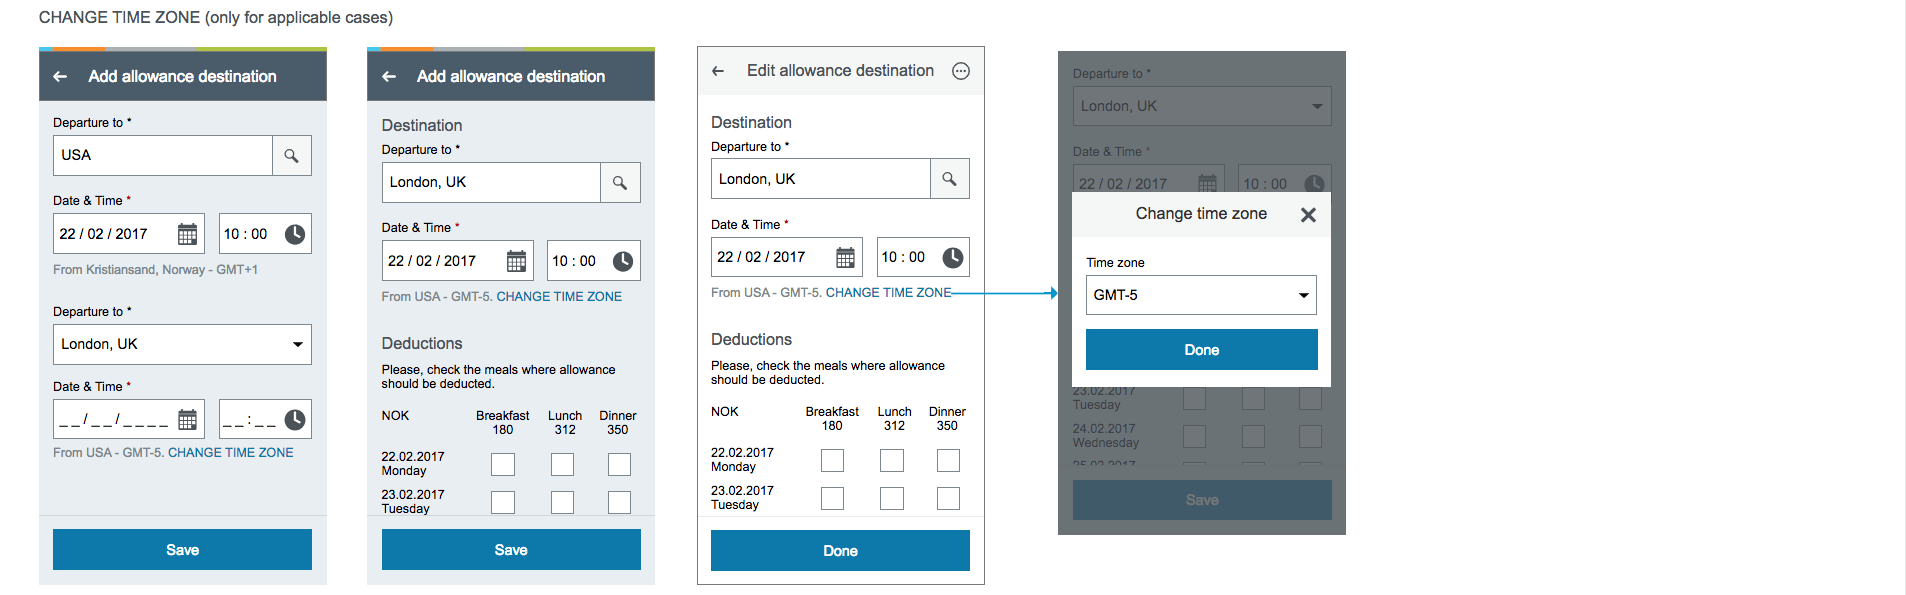 CHANGE TIME ZONE (only for applicable cases)
Add allowance destination
Departure to *
USA
Date & Time *
22 / 02 / 2017
10 : 00
From Kristiansand, Norway - GMT+1
Departure to *
London, UK
Date & Time *
_ _ / _ _ / _ _ _ _
_ _ : _ _
From USA - GMT-5. CHANGE TIME ZONE
Save
Add allowance destination
Destination
Departure to *
London, UK
Date & Time *
22 / 02 / 2017
10 : 00
From USA - GMT-5. CHANGE TIME ZONE
Deductions
Please, check the meals where allowance
should be deducted.
NOK Breakfast Lunch Dinner
180 312 350
22.02.2017
Monday
23.02.2017
Tuesday
Save
Edit allowance destination
Destination
Departure to *
London, UK
Date & Time *
22 / 02 / 2017
10 : 00
From USA - GMT-5. CHANGE TIME ZONE
Deductions
Please, check the meals where allowance
should be deducted.
NOK Breakfast Lunch Dinner
180 312 350
22.02.2017
Monday
23.02.2017
Tuesday
Done
Departure to *
London, UK
Date & Time *
22 / 02 / 2017
10 : 00
Change time zone
Time zone
GMT-5
Done
23.02.2017
Tuesday
24.02.2017
Wednesday
25.02.2017
Save